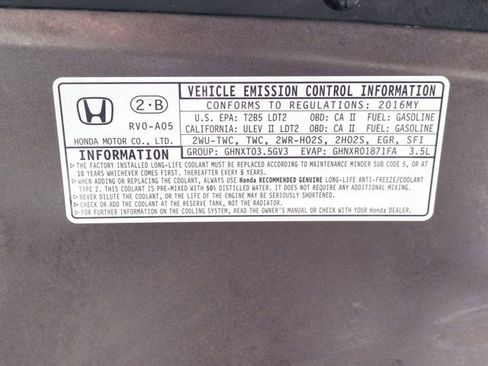 2·B
RV0-A05
HONDA MOTOR CO., LTD.
VEHICLE EMISSION CONTROL INFORMATION
CONFORMS TO REGULATIONS: 2016MY
U.S. EPA: T2B5 LDT2 OBD: CA II FUEL: GASOLINE
CALIFORNIA: ULEV II LDT2 OBD: CA II FUEL: GASOLINE
2WU-TWC, TWC, 2WR-HO2S, 2HO2S, EGR, SFI
GROUP: GHNXT03.5GV3 EVAP: GHNXR01871FA 3.5L
INFORMATION
▷THE FACTORY INSTALLED LONG-LIFE COOLANT MUST BE REPLACED ACCORDING TO MAINTENANCE MINDER SUB CODE 5, OR AT
10 YEARS WHICHEVER COMES FIRST. THEREAFTER EVERY 5 YEARS.
▷WHEN ADDING OR REPLACING THE COOLANT, ALWAYS USE Honda RECOMMENDED GENUINE LONG-LIFE ANTI-FREEZE/COOLANT
TYPE 2. THIS COOLANT IS PRE-MIXED WITH 50% DISTILLED WATER. IT DOES NOT REQUIRE ANY ADDITIONAL MIXING.
▷NEVER DILUTE THE COOLANT, OR THE ENGINE MAY BE SERIOUSLY SHORTENED.
▷CHECK OR ADD THE COOLANT AT THE RESERVE TANK, NOT THE RADIATOR.
▷FOR FURTHER INFORMATION ON THE COOLING SYSTEM, READ THE OWNER'S MANUAL OR CHECK WITH YOUR Honda DEALER.